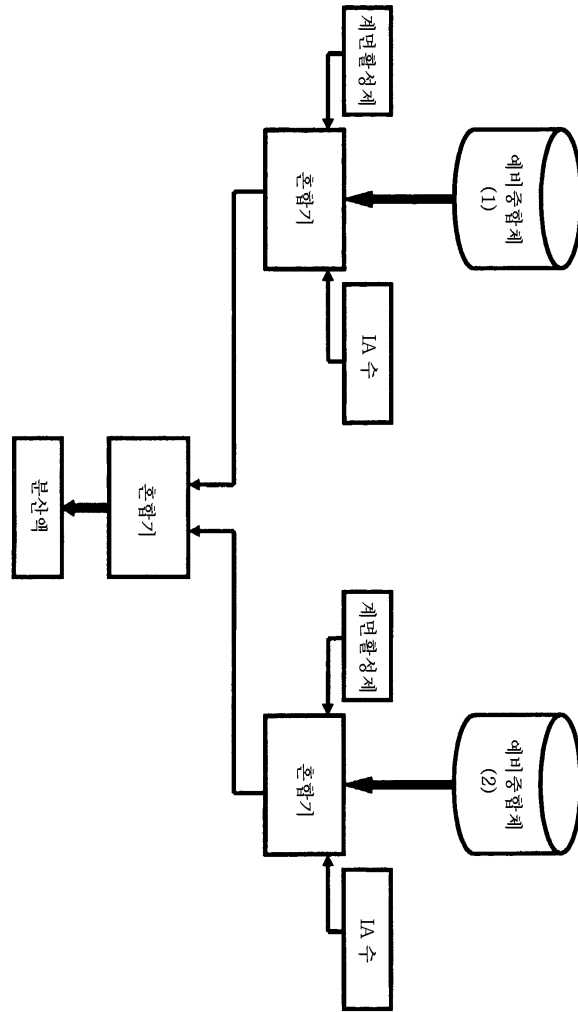 예비중합체
(1)
계면활성제
혼합기
IA 수
예비중합체
(2)
계면활성제
혼합기
IA 수
혼합기
분산액